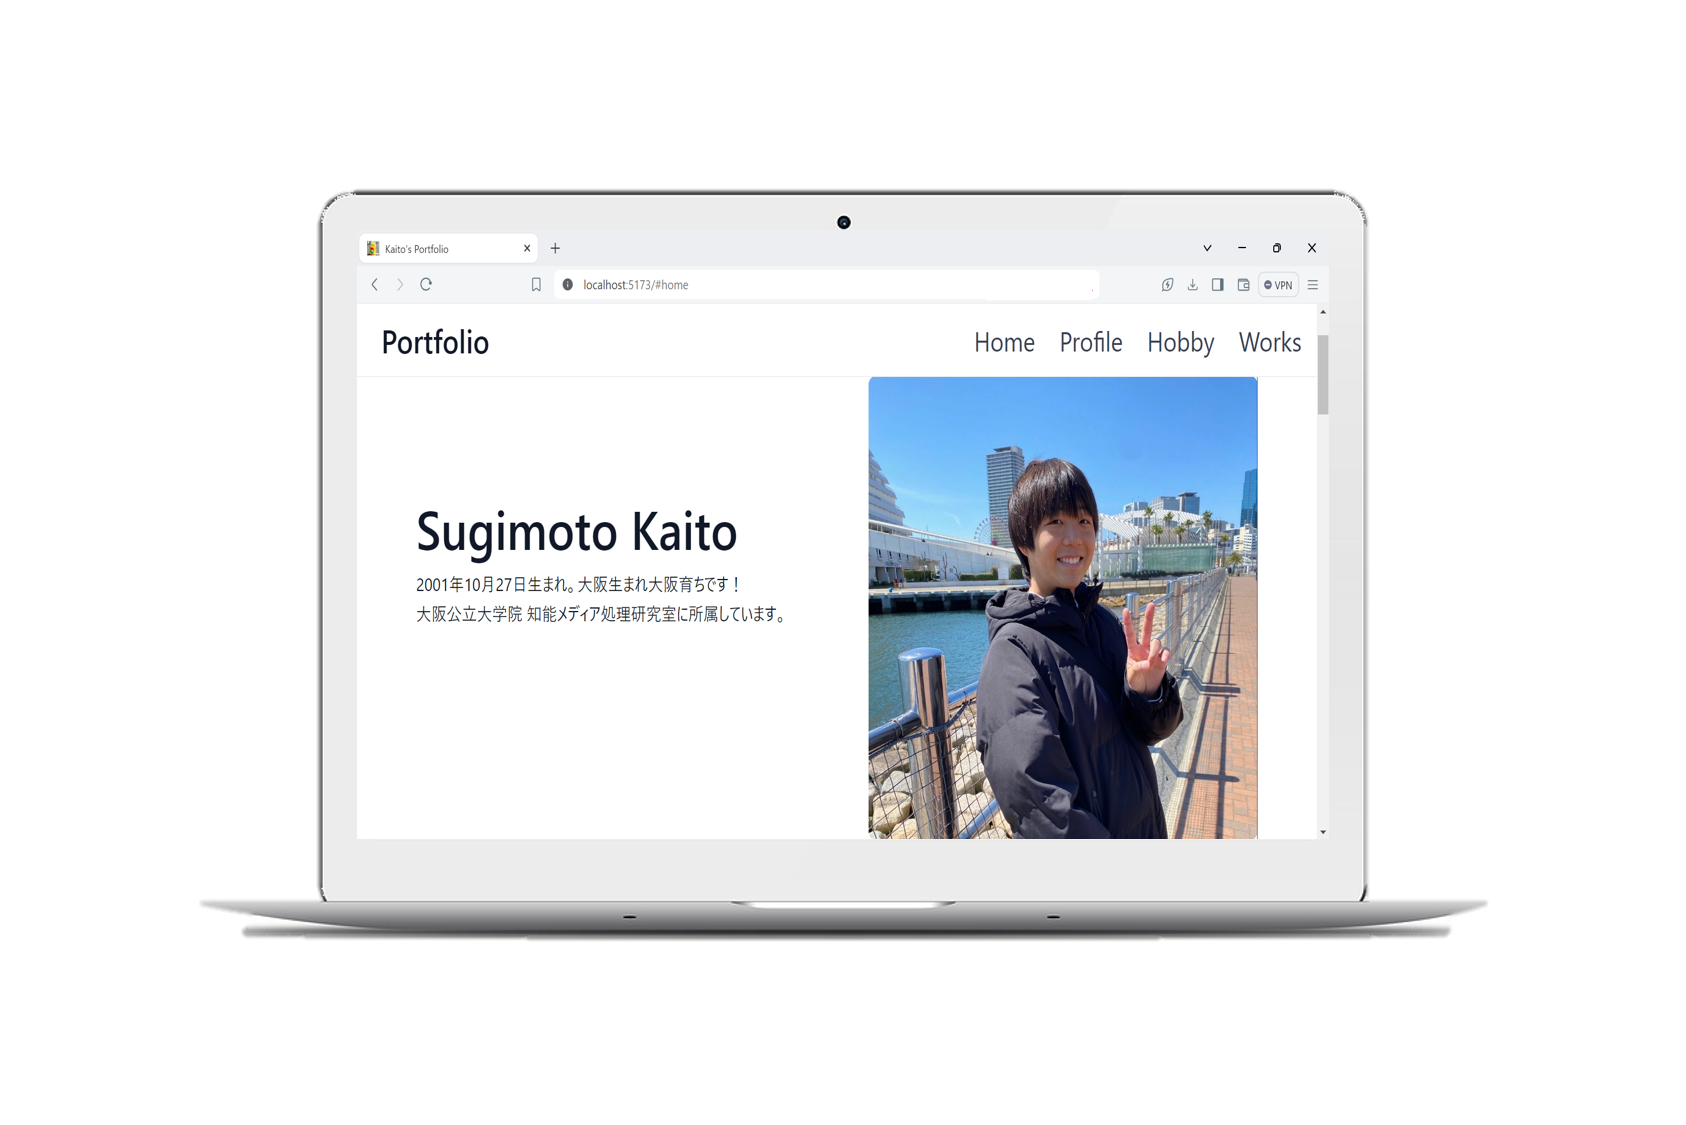 Kaito's Portfolio
localhost:5173/#home
VPN
Portfolio
Home Profile Hobby Works
Sugimoto Kaito
2001年10月27日生まれ。大阪生まれ大阪育ちです！
大阪公立大学院 知能メディア処理研究室に所属しています。